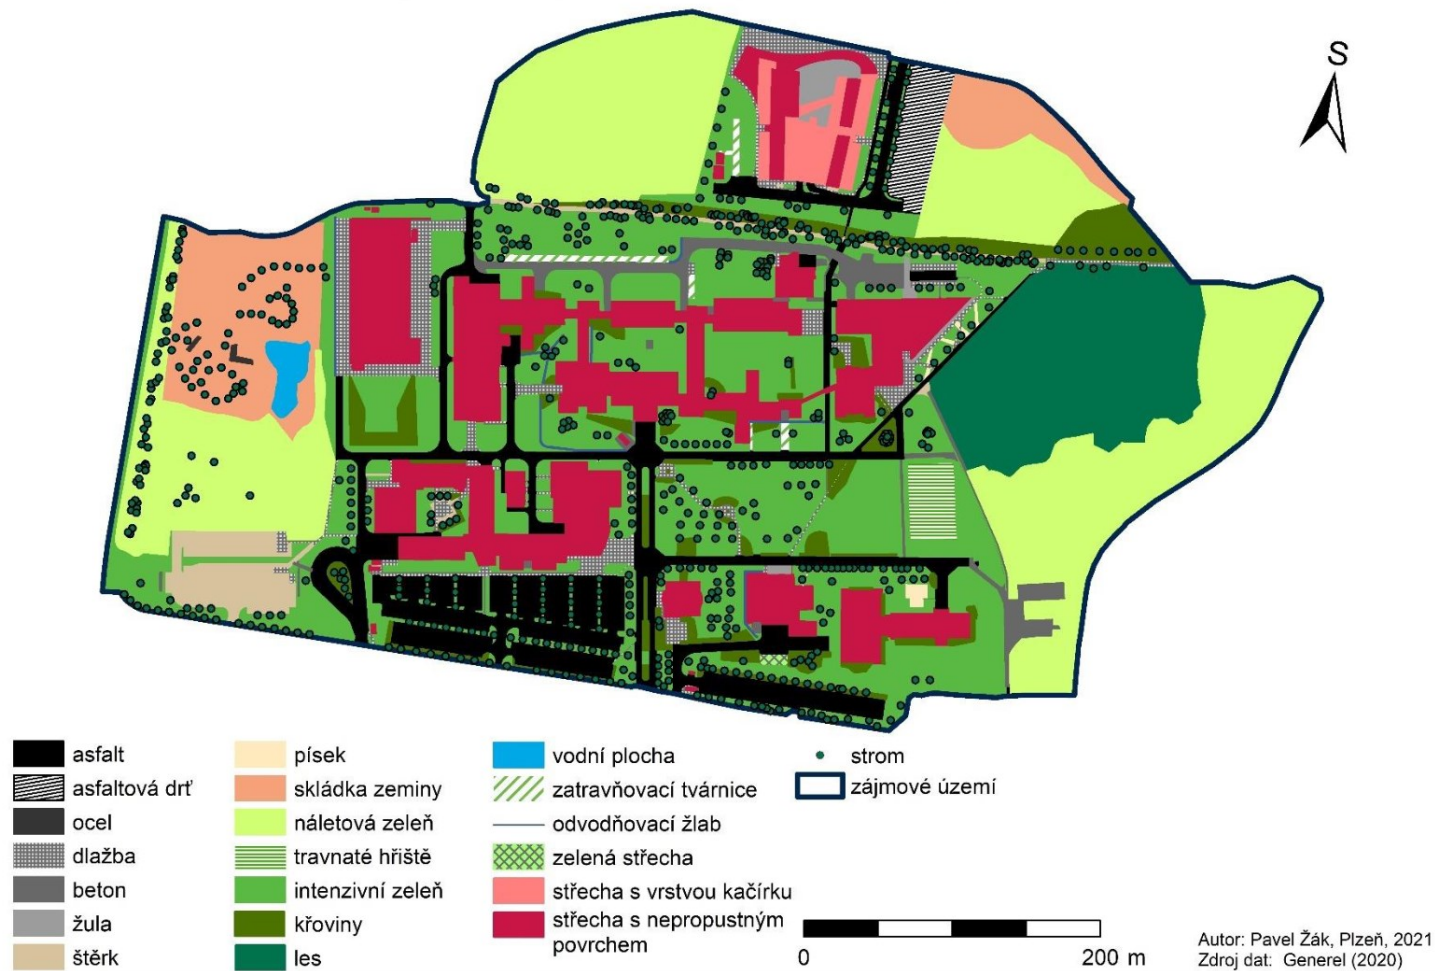 S
asfalt
asfaltová drť
ocel
dlažba
beton
žula
štěrk
písek
skládka zeminy
náletová zeleň
travnaté hřiště
intenzivní zeleň
křoviny
les
vodní plocha
zatravňovací tvárnice
odvodňovací žlab
zelená střecha
střecha s vrstvou kačírku
střecha s nepropustným
povrchem
strom
zájmové území
0 200 m
Autor: Pavel Žák, Plzeň, 2021
Zdroj dat: Generel (2020)